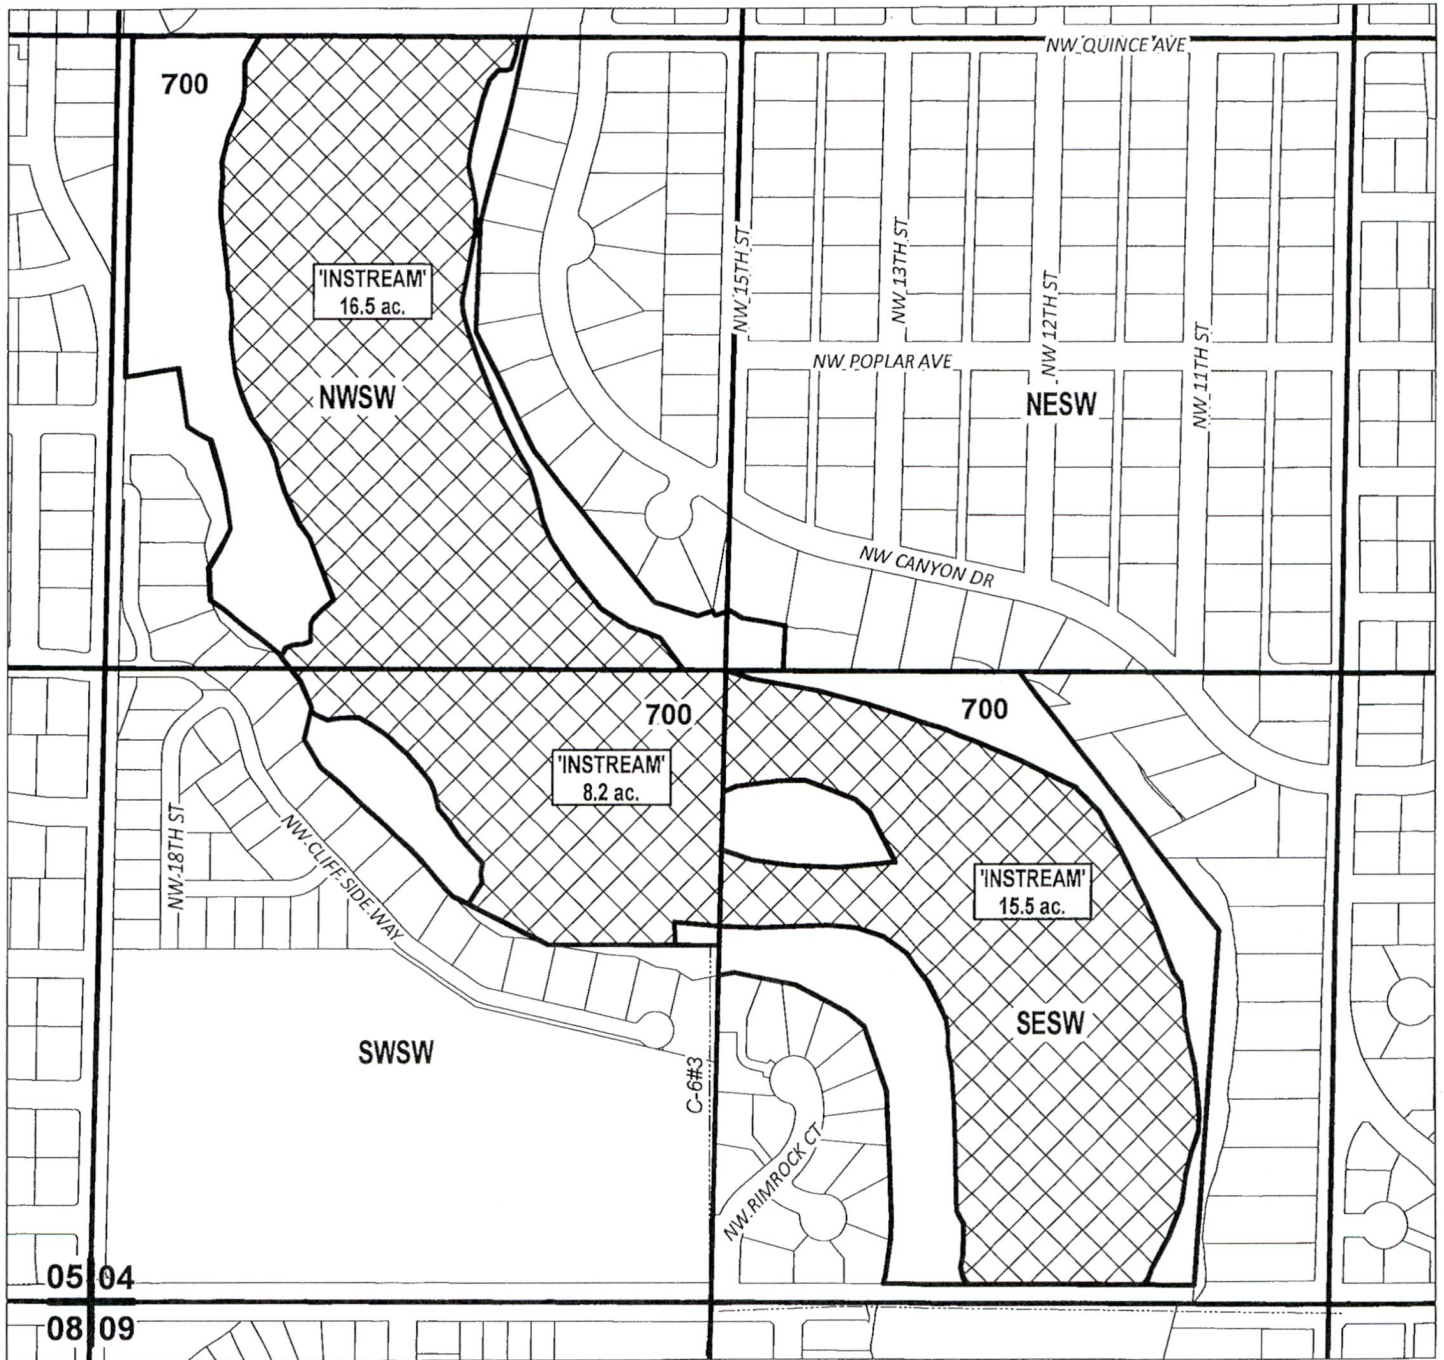 NW QUINCE AVE
700
'INSTREAM'
16.5 ac.
NW 15TH ST
NW 13TH ST
NW 12TH ST
NW 11TH ST
NW POPLAR AVE
NWSW
NESW
NW CANYON DR
700
700
'INSTREAM'
8.2 ac.
NW 18TH ST
NW CLIFF SIDE WAY
'INSTREAM'
15.5 ac.
SESW
SWSW
C-6#3
NW RIMROCK CT
05 04
08 09